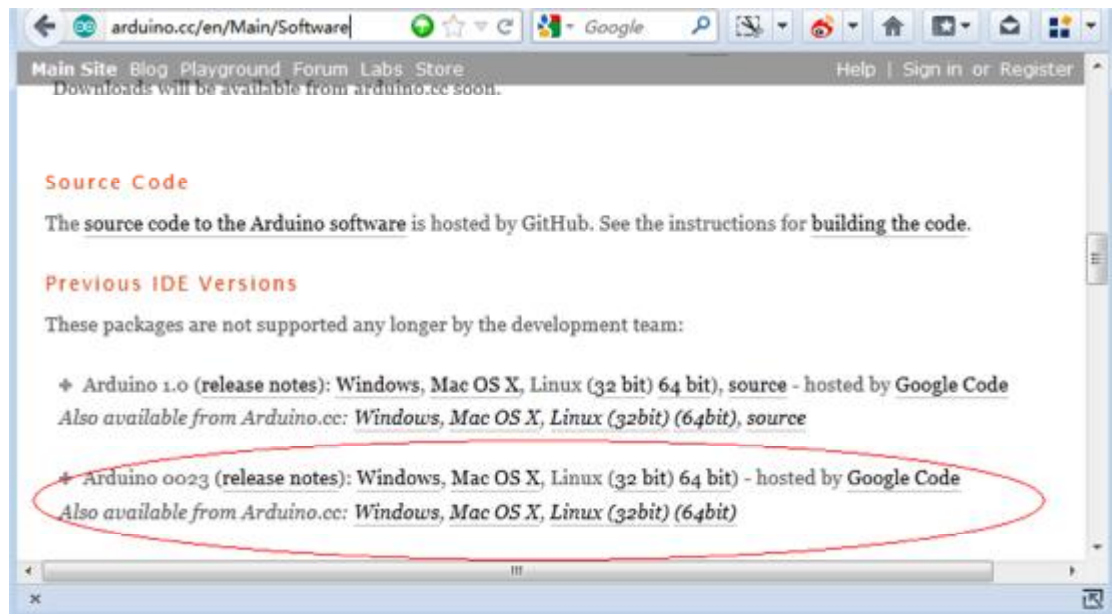 arduino.cc/en/Main/Software
Google
Main Site Blog Playground Forum Labs Store Help | Sign in or Register
Downloads will be available from arduino.cc soon.
Source Code
The source code to the Arduino software is hosted by GitHub. See the instructions for building the code.
Previous IDE Versions
These packages are not supported any longer by the development team:
Arduino 1.0 (release notes): Windows, Mac OS X, Linux (32 bit) 64 bit), source - hosted by Google Code
Also available from Arduino.cc: Windows, Mac OS X, Linux (32bit) (64bit), source
Arduino 0023 (release notes): Windows, Mac OS X, Linux (32 bit) 64 bit) - hosted by Google Code
Also available from Arduino.cc: Windows, Mac OS X, Linux (32bit) (64bit)